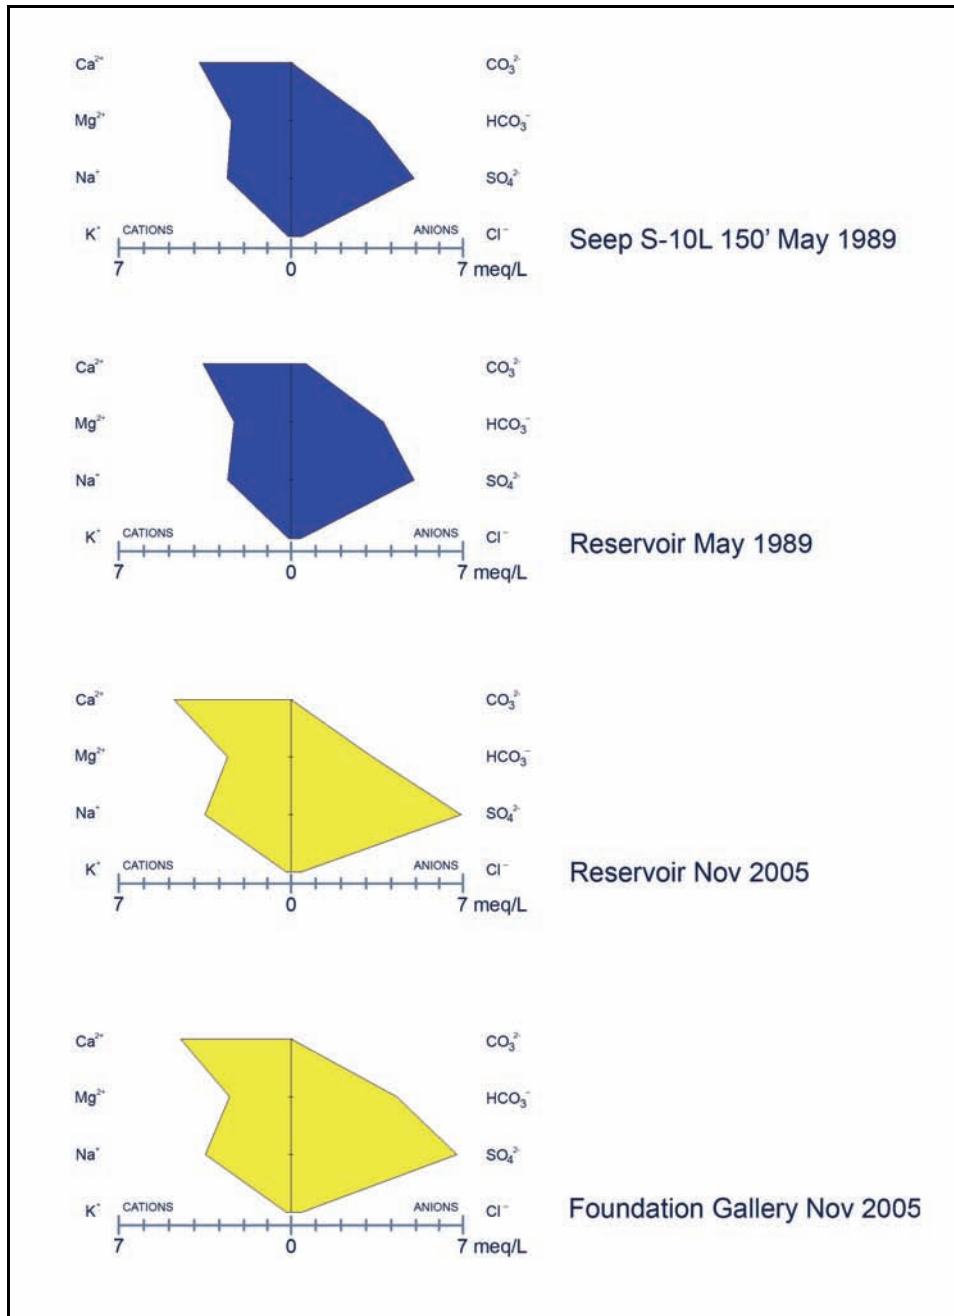 Ca²⁺ CO₃²⁻
Mg²⁺ HCO₃⁻
Na⁺ SO₄²⁻
K⁺ CATIONS ANIONS Cl⁻ Seep S-10L 150' May 1989
7 0 7 meq/L
Ca²⁺ CO₃²⁻
Mg²⁺ HCO₃⁻
Na⁺ SO₄²⁻
K⁺ CATIONS ANIONS Cl⁻ Reservoir May 1989
7 0 7 meq/L
Ca²⁺ CO₃²⁻
Mg²⁺ HCO₃⁻
Na⁺ SO₄²⁻
K⁺ CATIONS ANIONS Cl⁻ Reservoir Nov 2005
7 0 7 meq/L
Ca²⁺ CO₃²⁻
Mg²⁺ HCO₃⁻
Na⁺ SO₄²⁻
K⁺ CATIONS ANIONS Cl⁻ Foundation Gallery Nov 2005
7 0 7 meq/L